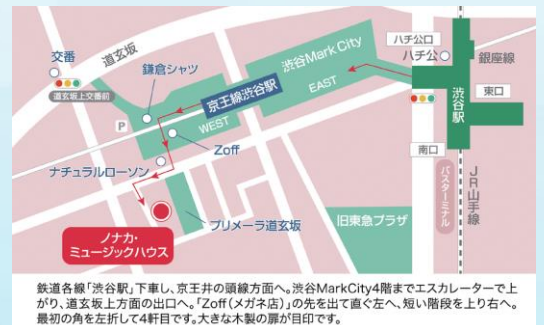 交番
道玄坂
道玄坂上交番前
鎌倉シャツ
P
京王線渋谷駅
渋谷Mark City
EAST
WEST
Zoff
ナチュラルローソン
ノナカ・
ミュージックハウス
プリメーラ道玄坂
旧東急プラザ
ハチ公口
ハチ公
銀座線
渋谷駅
東口
南口
バスターミナル
JR山手線
鉄道各線「渋谷駅」下車し、京王井の頭線方面へ。渋谷MarkCity4階までエスカレーターで上
がり、道玄坂上方面の出口へ。「Zoff(メガネ店)」の先を出て直ぐ左へ、短い階段を上り右へ。
最初の角を左折して4軒目です。大きな木製の扉が目印です。